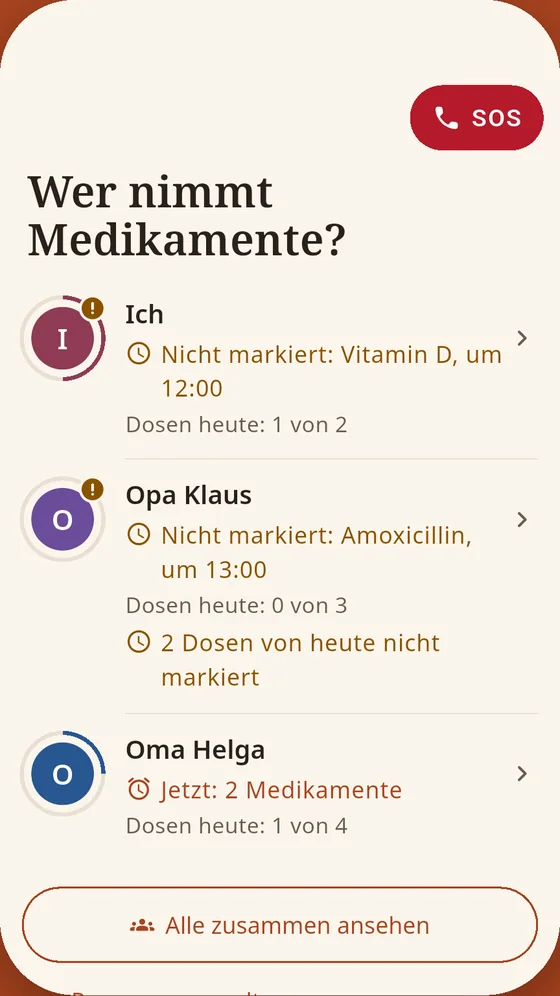 SOS
Wer nimmt
Medikamente?
I
Ich
Nicht markiert: Vitamin D, um
12:00
Dosen heute: 1 von 2
O
Opa Klaus
Nicht markiert: Amoxicillin,
um 13:00
Dosen heute: 0 von 3
2 Dosen von heute nicht
markiert
O
Oma Helga
Jetzt: 2 Medikamente
Dosen heute: 1 von 4
Alle zusammen ansehen